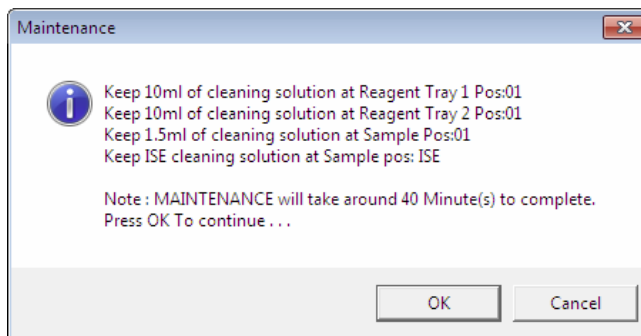 Maintenance
Keep 10ml of cleaning solution at Reagent Tray 1 Pos:01
Keep 10ml of cleaning solution at Reagent Tray 2 Pos:01
Keep 1.5ml of cleaning solution at Sample Pos:01
Keep ISE cleaning solution at Sample pos: ISE
Note : MAINTENANCE will take around 40 Minute(s) to complete.
Press OK To continue . . .
OK Cancel